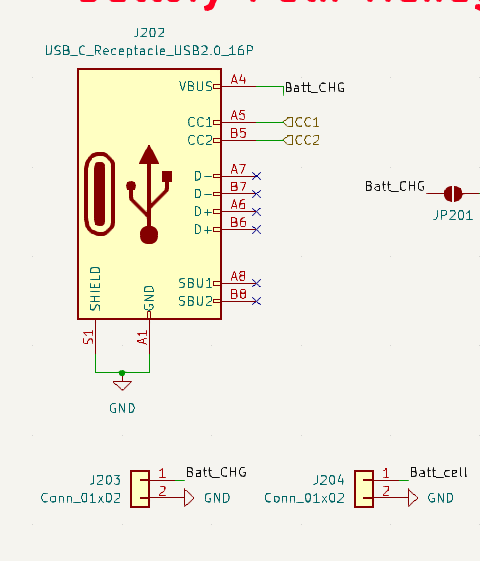 J202
USB_C_Receptacle_USB2.0_16P
VBUS A4 Batt_CHG
CC1 A5 CC1
CC2 B5 CC2
D- A7
D- B7
D+ A6
D+ B6
Batt_CHG
JP201
SBU1 A8
SBU2 B8
SHIELD
GND
S1
A1
GND
J203
Conn_01x02
1 Batt_CHG
2 GND
J204
Conn_01x02
1 Batt_cell
2 GND